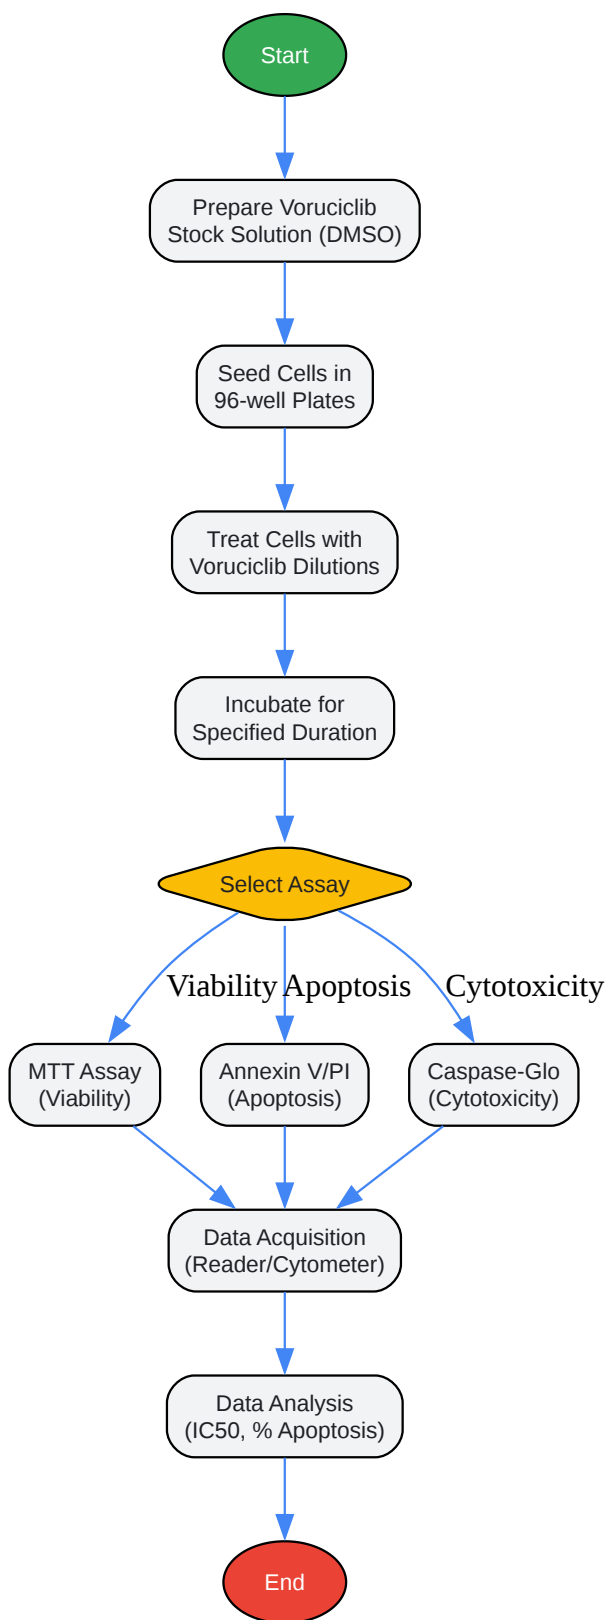 Start
Prepare Voruciclib
Stock Solution (DMSO)
Seed Cells in
96-well Plates
Treat Cells with
Voruciclib Dilutions
Incubate for
Specified Duration
Select Assay
Viability
Apoptosis
Cytotoxicity
MTT Assay
(Viability)
Annexin V/PI
(Apoptosis)
Caspase-Glo
(Cytotoxicity)
Data Acquisition
(Reader/Cytometer)
Data Analysis
(IC50, % Apoptosis)
End